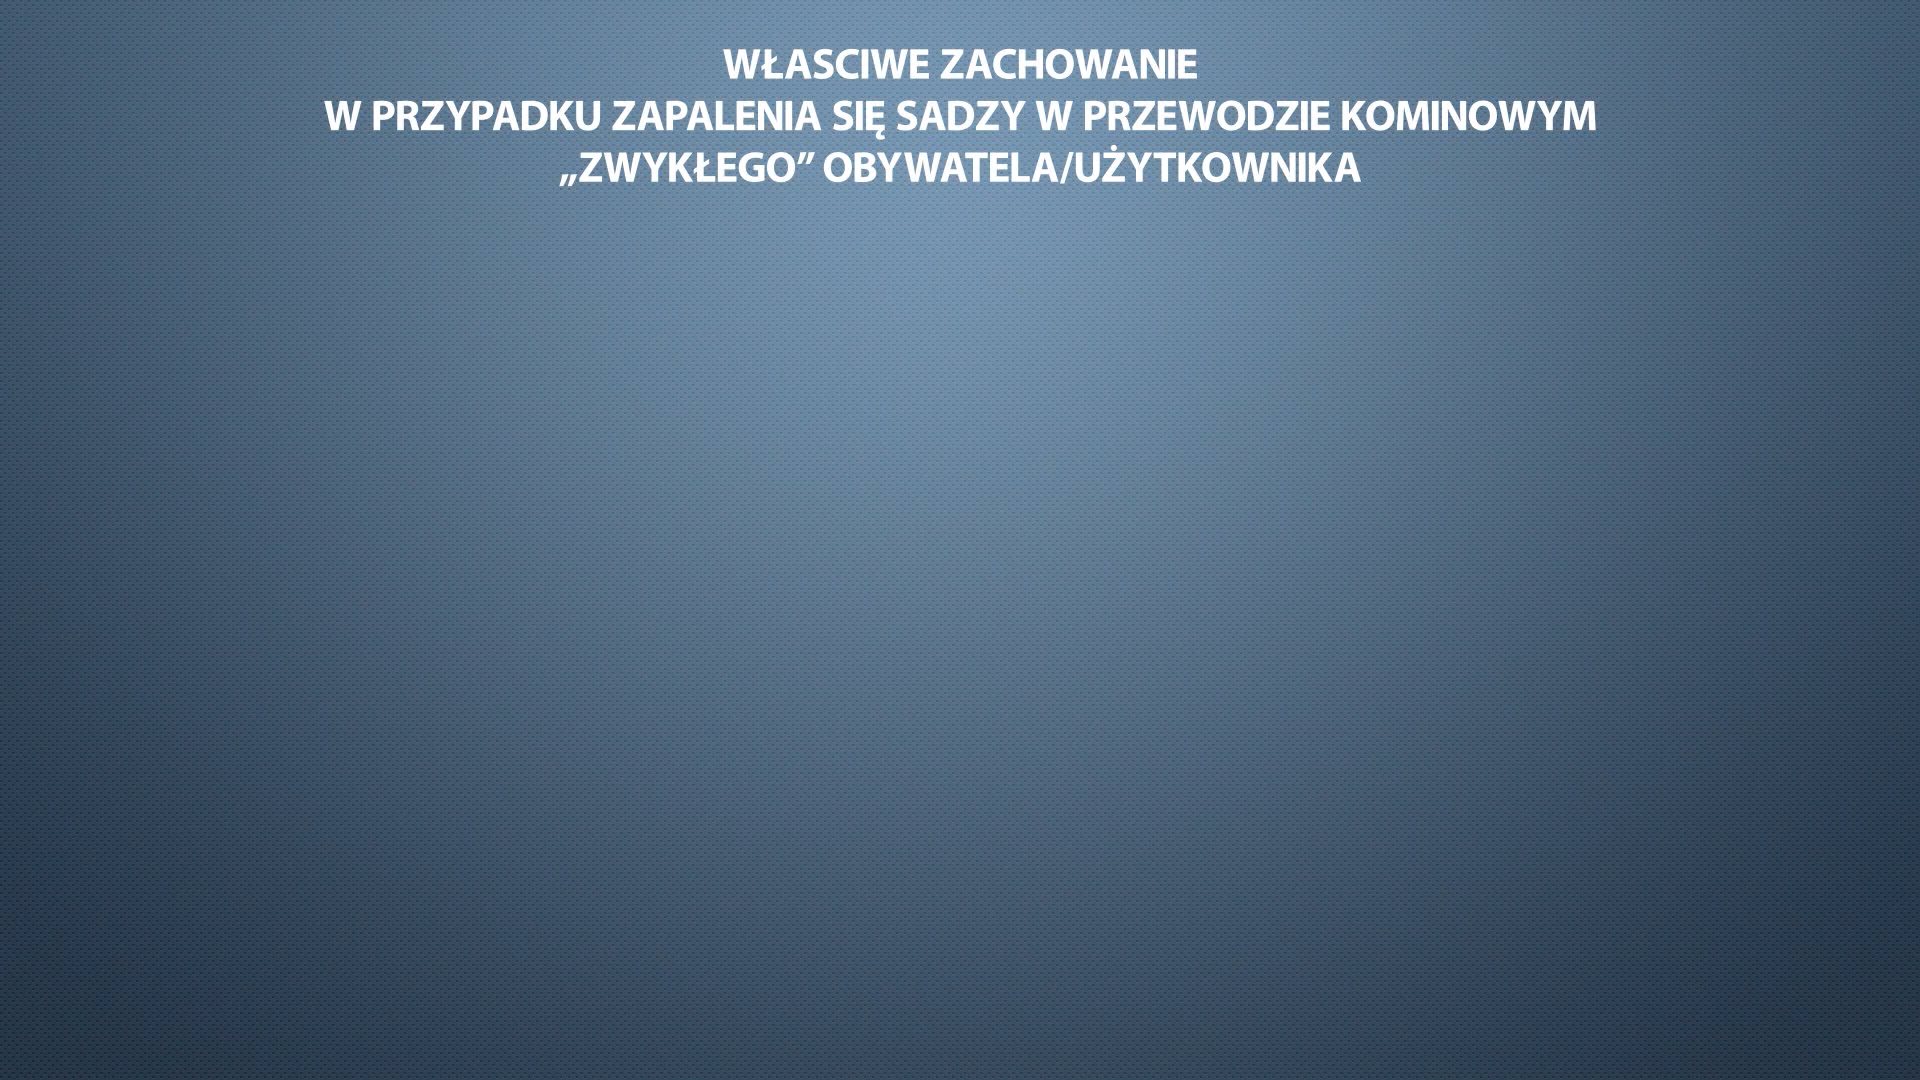 WŁASCIWE ZACHOWANIE
W PRZYPADKU ZAPALENIA SIĘ SADZY W PRZEWODZIE KOMINOWYM
„ZWYKŁEGO” OBYWATELA/UŻYTKOWNIKA